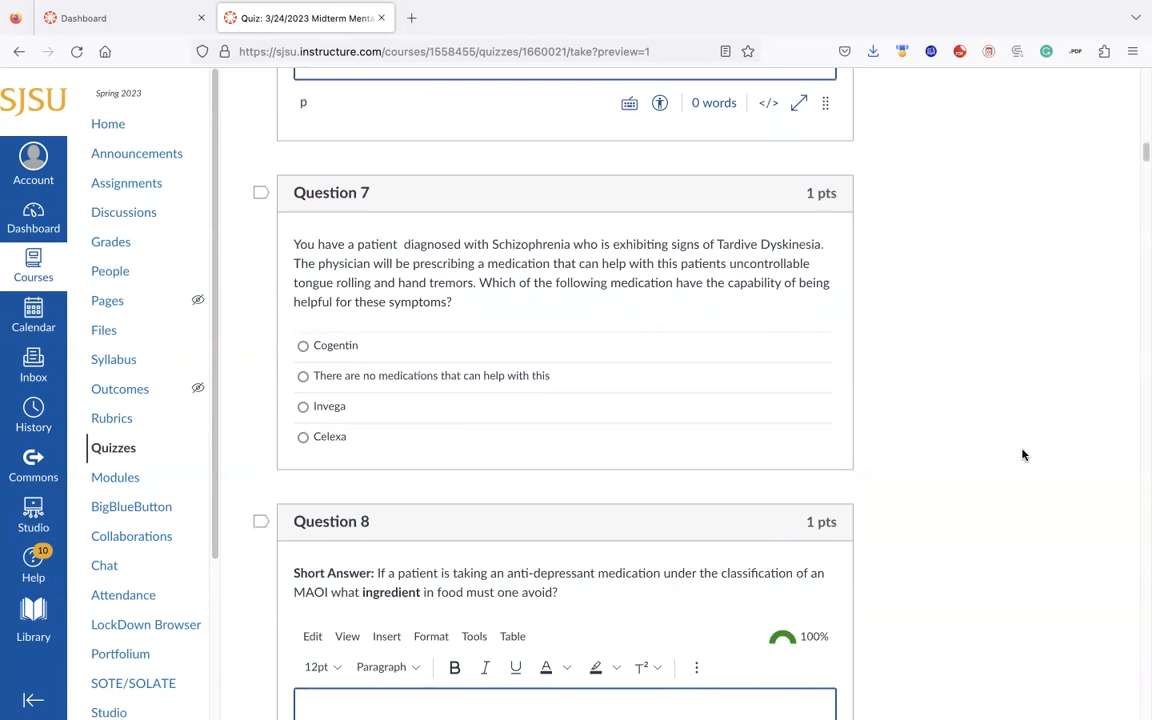 Dashboard
Quiz: 3/24/2023 Midterm Menta
https://sjsu.instructure.com/courses/1558455/quizzes/1660021/take?preview=1
.PDF
SJSU
Account
Dashboard
Courses
Calendar
Inbox
History
Commons
Studio
10
Help
Library
Spring 2023
Home
Announcements
Assignments
Discussions
Grades
People
Pages
Files
Syllabus
Outcomes
Rubrics
Quizzes
Modules
BigBlueButton
Collaborations
Chat
Attendance
LockDown Browser
Portfolium
SOTE/SOLATE
Studio
p
0 words
</>
Question 7
1 pts
You have a patient diagnosed with Schizophrenia who is exhibiting signs of Tardive Dyskinesia.
The physician will be prescribing a medication that can help with this patients uncontrollable
tongue rolling and hand tremors. Which of the following medication have the capability of being
helpful for these symptoms?
Cogentin
There are no medications that can help with this
Invega
Celexa
Question 8
1 pts
Short Answer: If a patient is taking an anti-depressant medication under the classification of an
MAOI what ingredient in food must one avoid?
Edit View Insert Format Tools Table
100%
12pt Paragraph B I U A T²